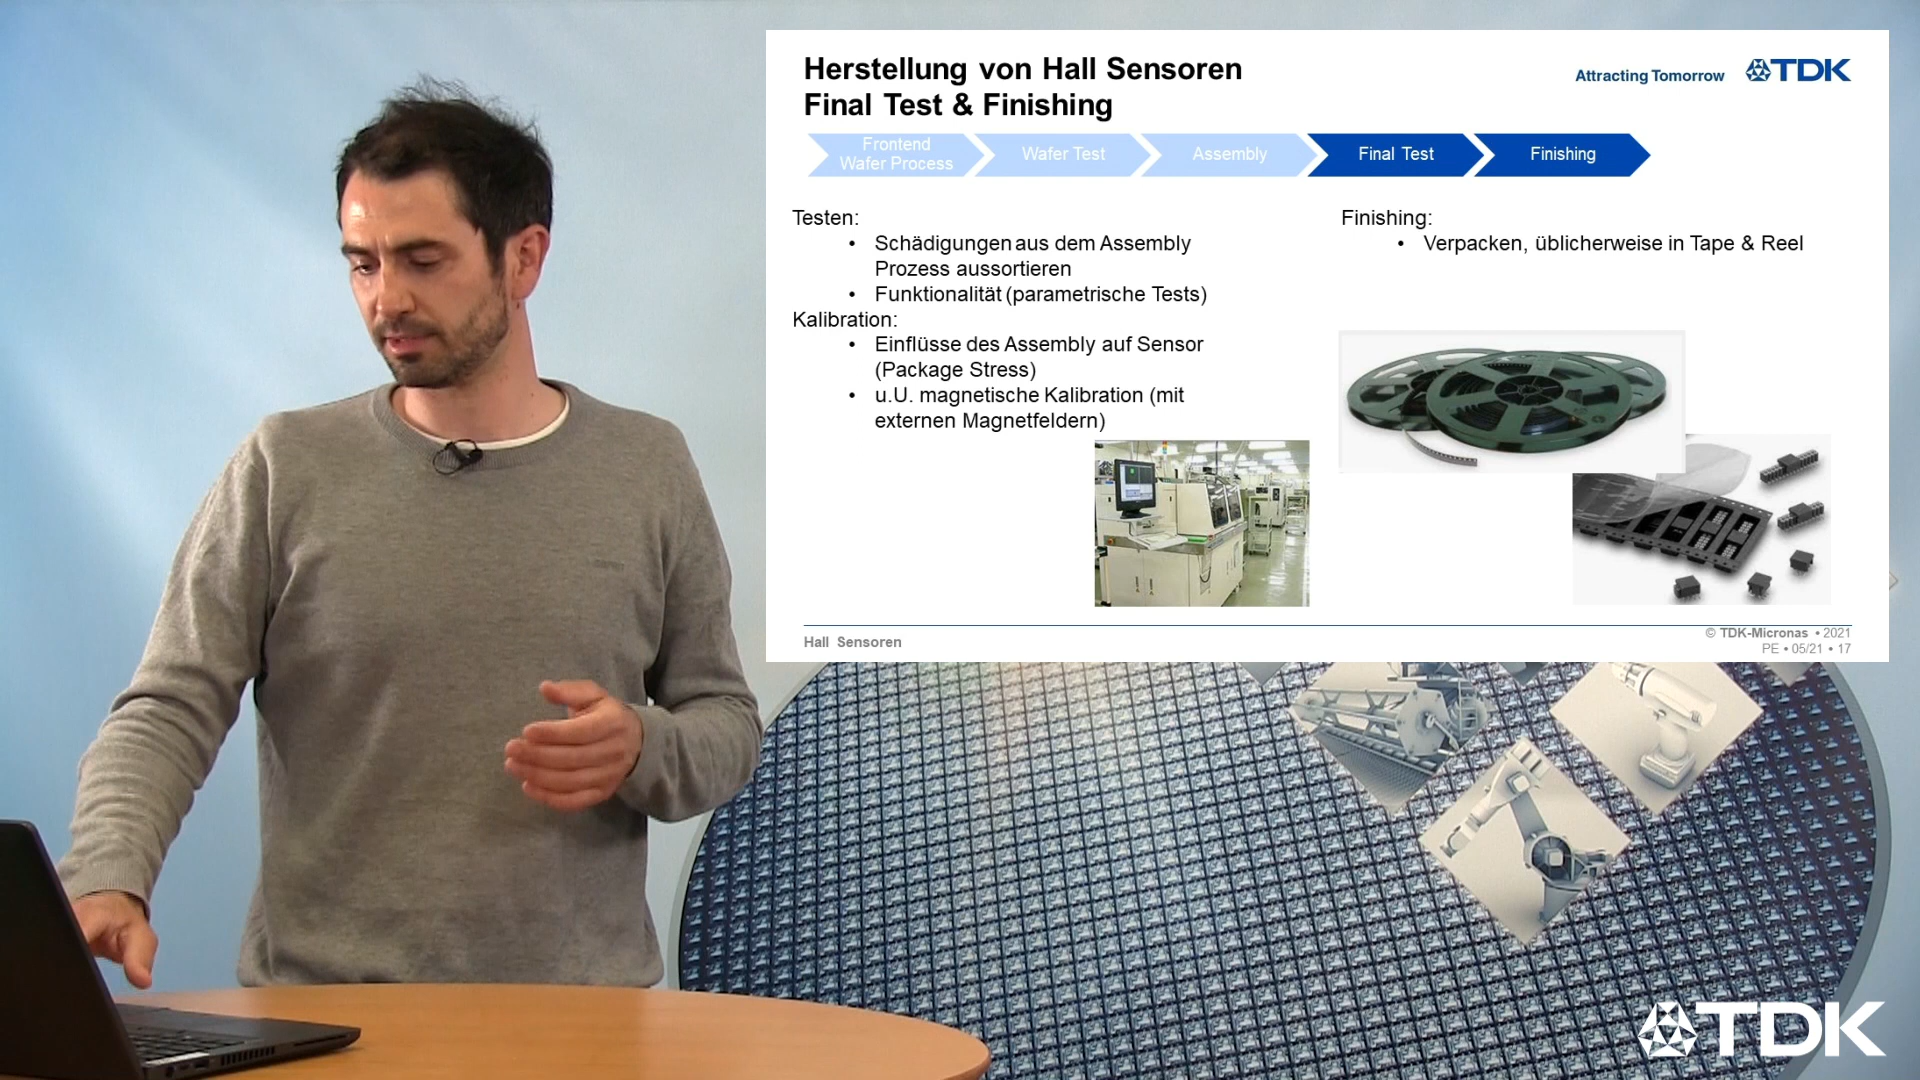 Herstellung von Hall Sensoren
Final Test & Finishing
Attracting Tomorrow
TDK
Frontend
Wafer Process
Wafer Test
Assembly
Final Test
Finishing
Testen:
• Schädigungen aus dem Assembly
Prozess aussortieren
• Funktionalität (parametrische Tests)
Kalibration:
• Einflüsse des Assembly auf Sensor
(Package Stress)
• u.U. magnetische Kalibration (mit
externen Magnetfeldern)
Finishing:
• Verpacken, üblicherweise in Tape & Reel
Hall Sensoren
© TDK-Micronas • 2021
PE • 05/21 • 17
TDK